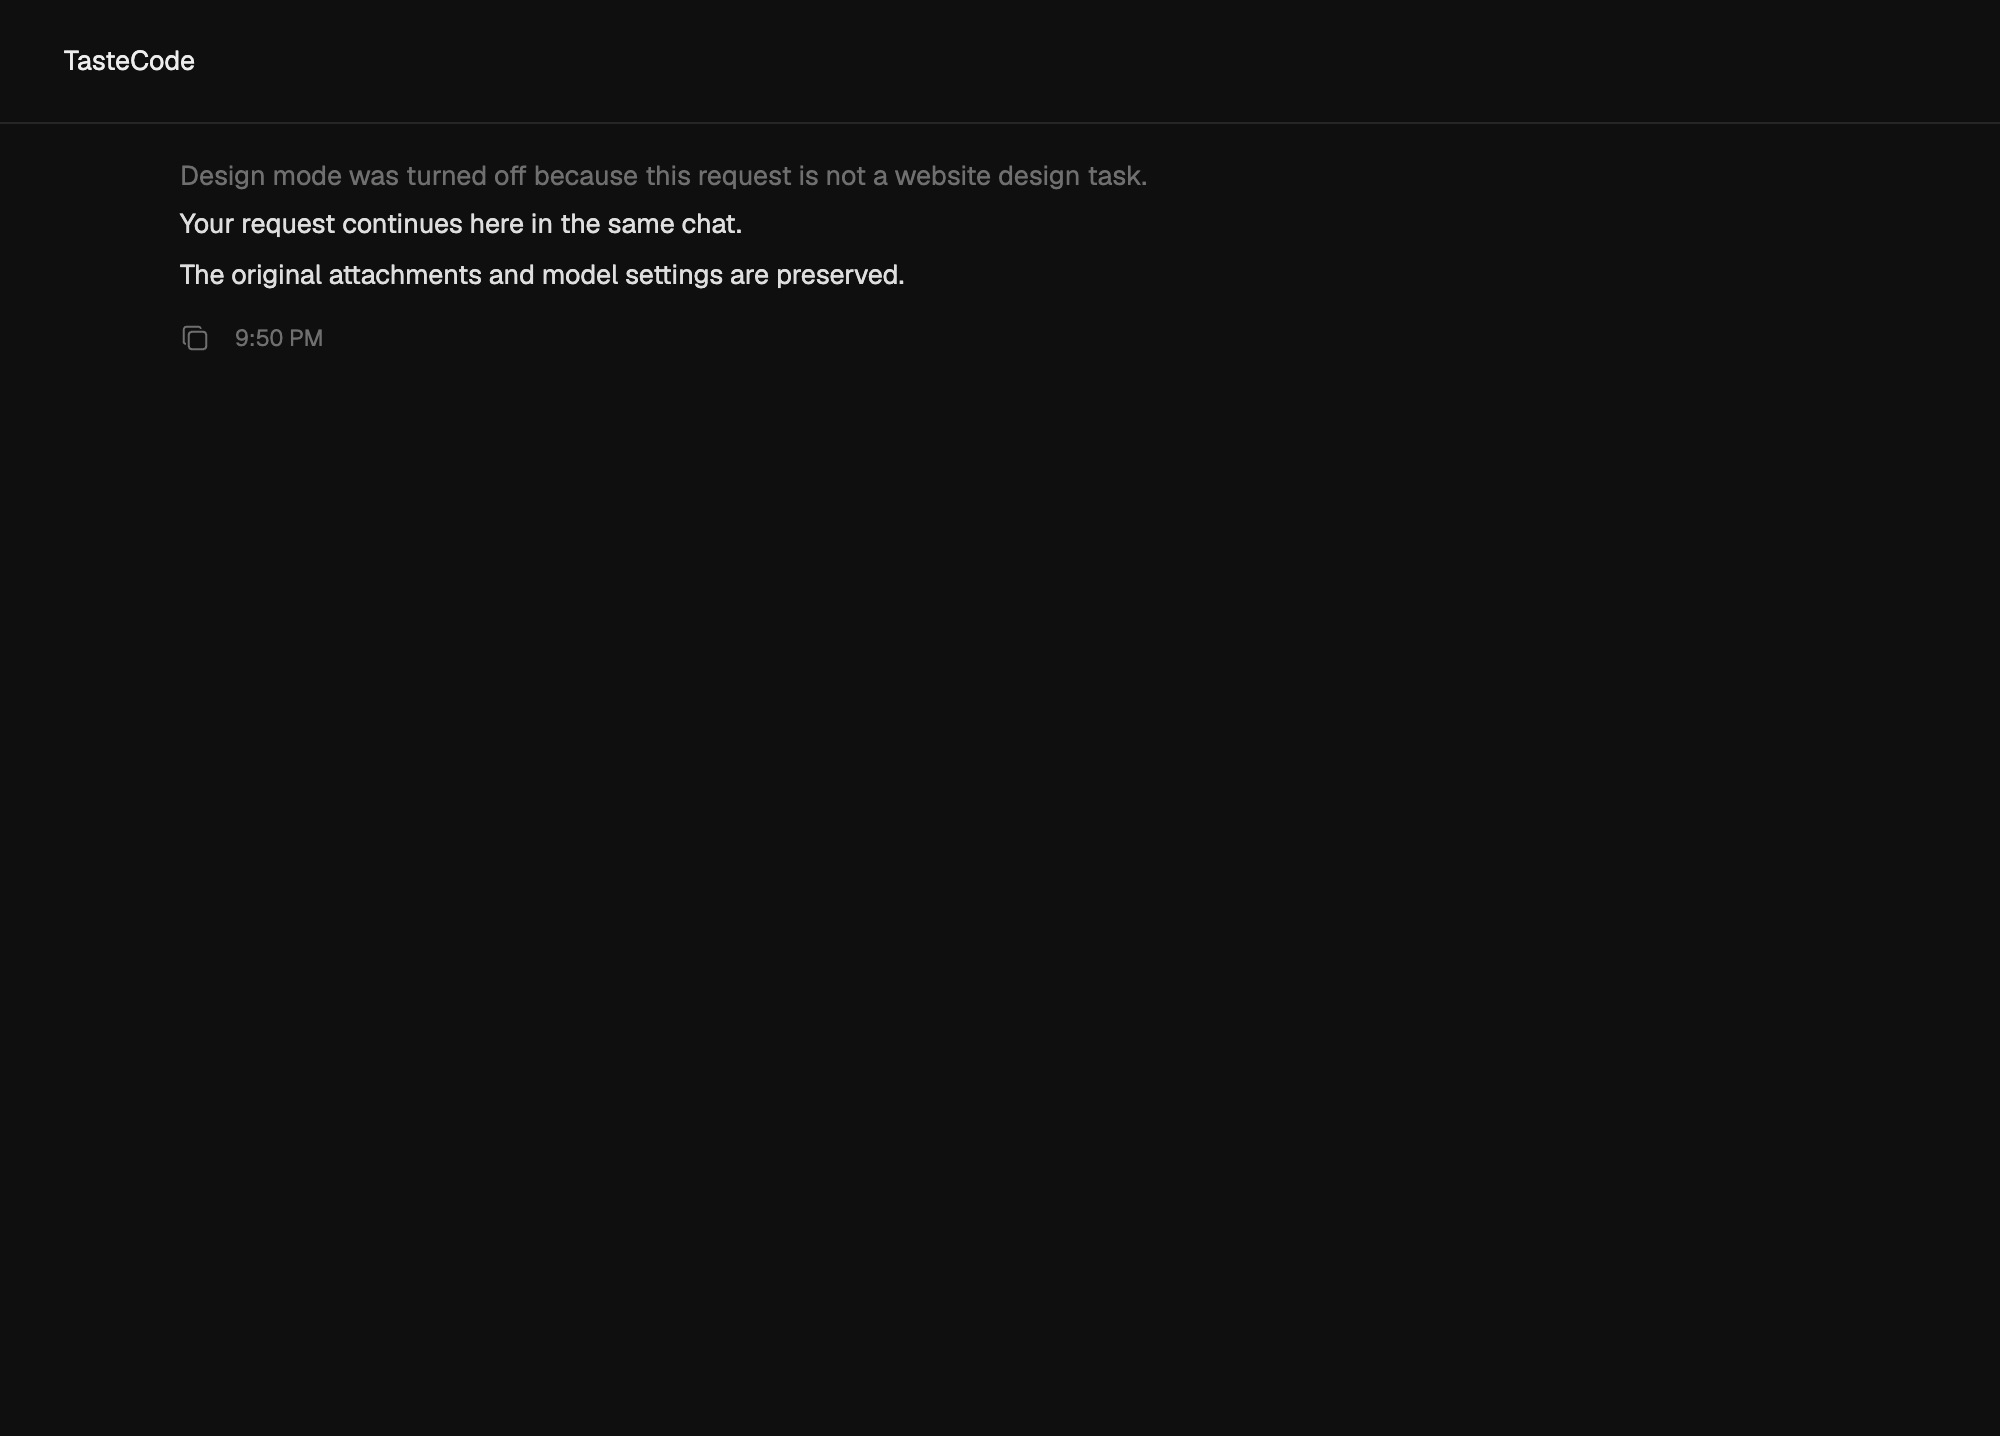 TasteCode
Design mode was turned off because this request is not a website design task.
Your request continues here in the same chat.
The original attachments and model settings are preserved.
9:50 PM